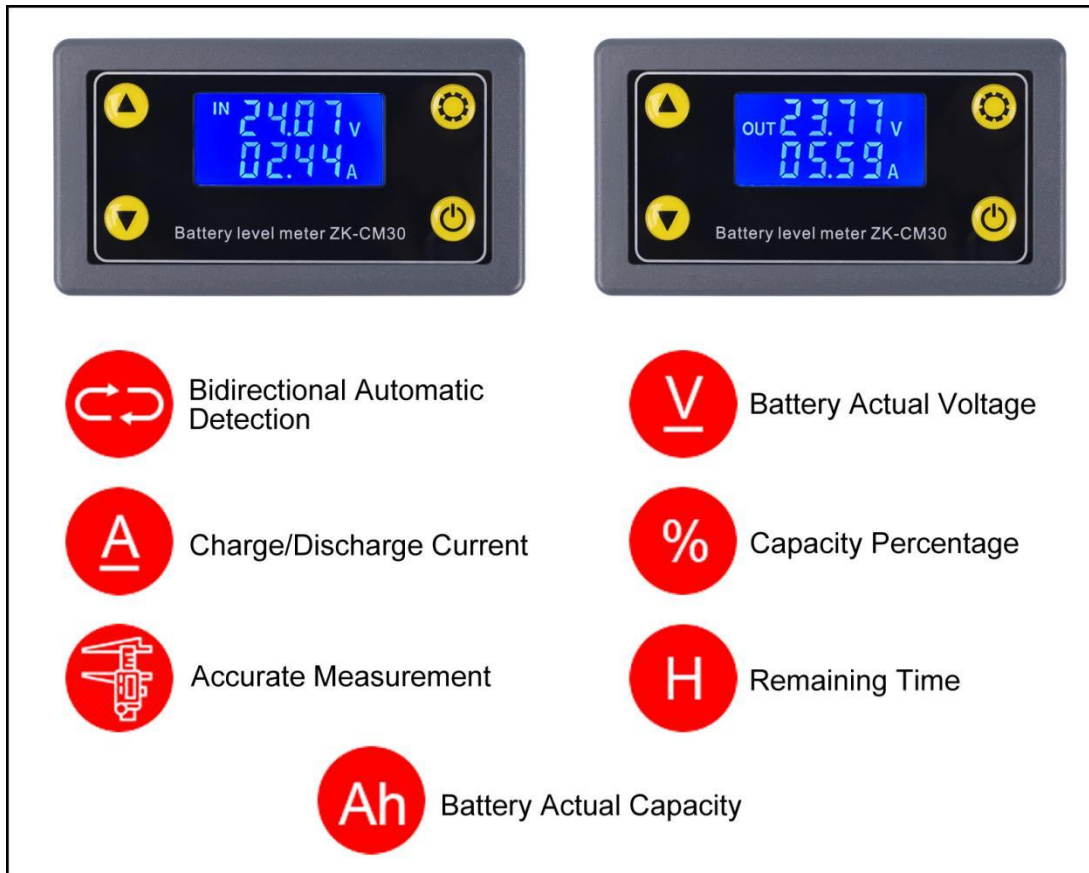 IN 24.07 V
02.44 A
Battery level meter ZK-CM30
OUT 23.77 V
05.59 A
Battery level meter ZK-CM30
Bidirectional Automatic
Detection
V
Battery Actual Voltage
A
Charge/Discharge Current
%
Capacity Percentage
Accurate Measurement
H
Remaining Time
Ah
Battery Actual Capacity